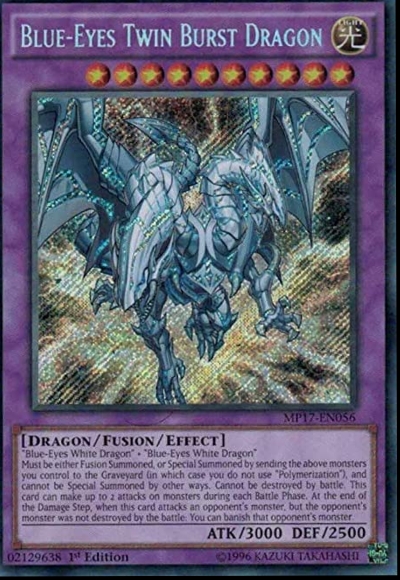 BLUE-EYES TWIN BURST DRAGON
LIGHT
光
MP17-EN056
[DRAGON/FUSION/EFFECT]
"Blue-Eyes White Dragon" + "Blue-Eyes White Dragon"
Must be either Fusion Summoned, or Special Summoned by sending the above monsters
you control to the Graveyard (in which case you do not use "Polymerization"), and
cannot be Special Summoned by other ways. Cannot be destroyed by battle. This
card can make up to 2 attacks on monsters during each Battle Phase. At the end of
the Damage Step, when this card attacks an opponent's monster, but the opponent's
monster was not destroyed by the battle: You can banish that opponent's monster.
ATK/3000 DEF/2500
02129638 1st Edition ©1996 KAZUKI TAKAHASHI